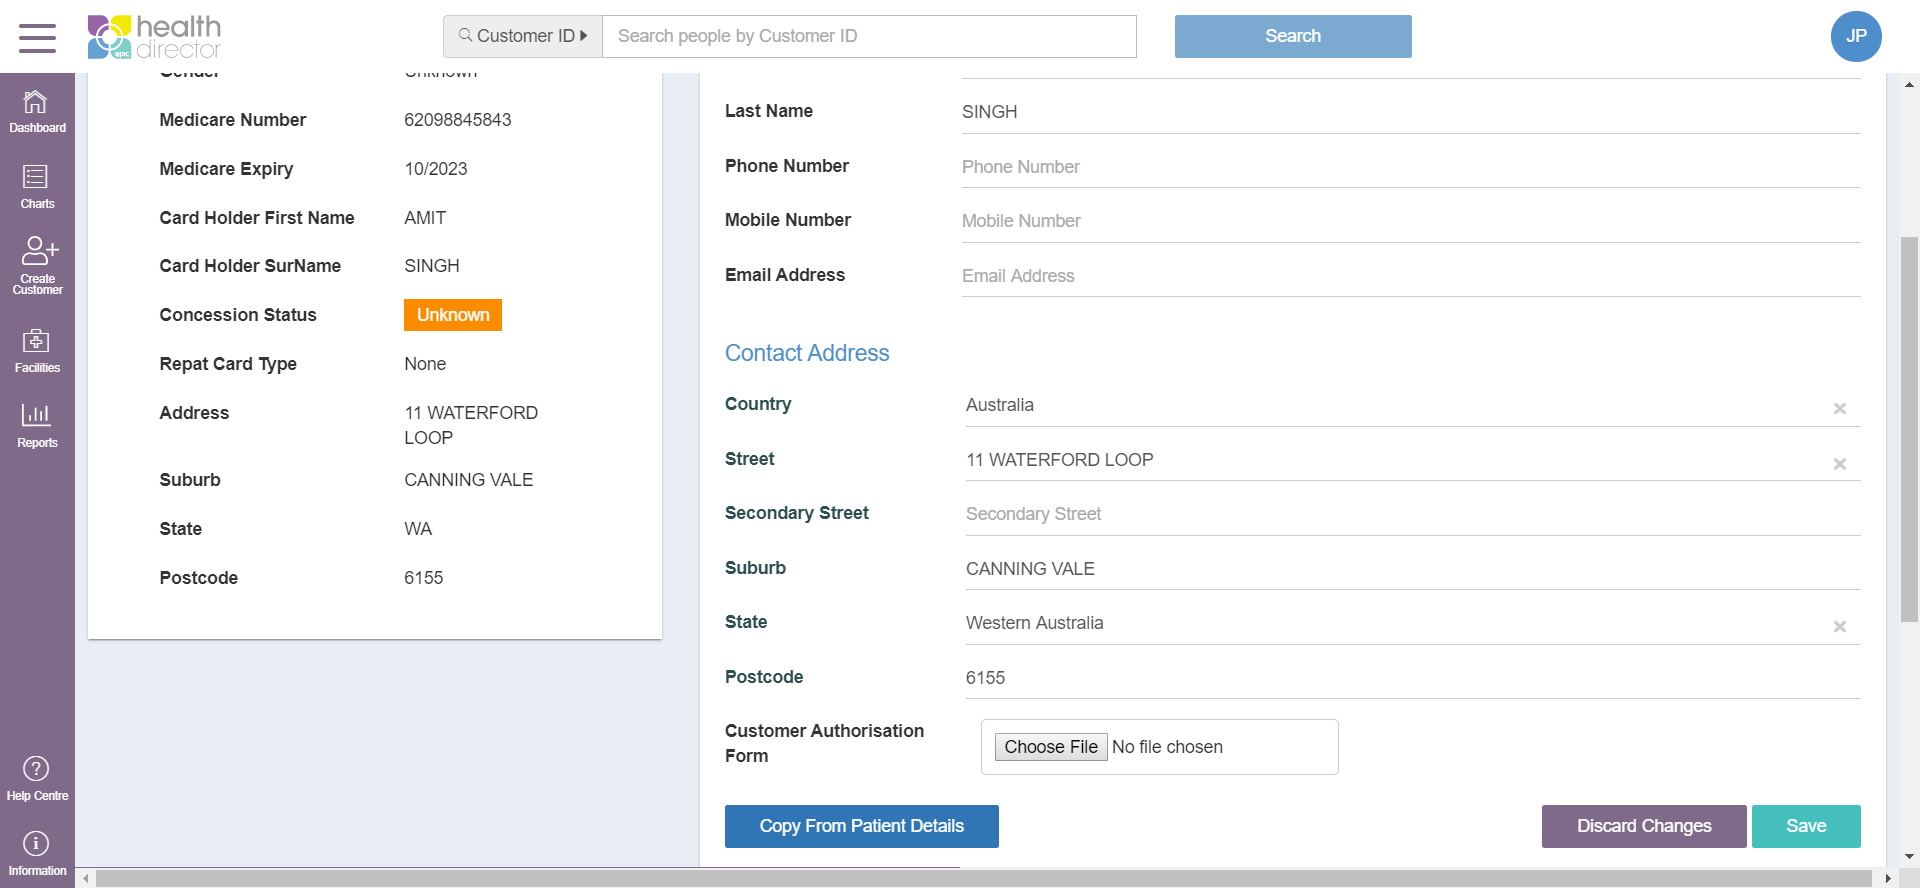 health
director
epic
Customer ID
Search people by Customer ID
Search
JP
Dashboard
Charts
Create
Customer
Facilities
Reports
Help Centre
Information
Gender Unknown
Medicare Number 62098845843
Medicare Expiry 10/2023
Card Holder First Name AMIT
Card Holder SurName SINGH
Concession Status Unknown
Repat Card Type None
Address 11 WATERFORD
LOOP
Suburb CANNING VALE
State WA
Postcode 6155
Last Name SINGH
Phone Number Phone Number
Mobile Number Mobile Number
Email Address Email Address
Contact Address
Country Australia
Street 11 WATERFORD LOOP
Secondary Street Secondary Street
Suburb CANNING VALE
State Western Australia
Postcode 6155
Customer Authorisation
Form
Choose File No file chosen
Copy From Patient Details
Discard Changes
Save